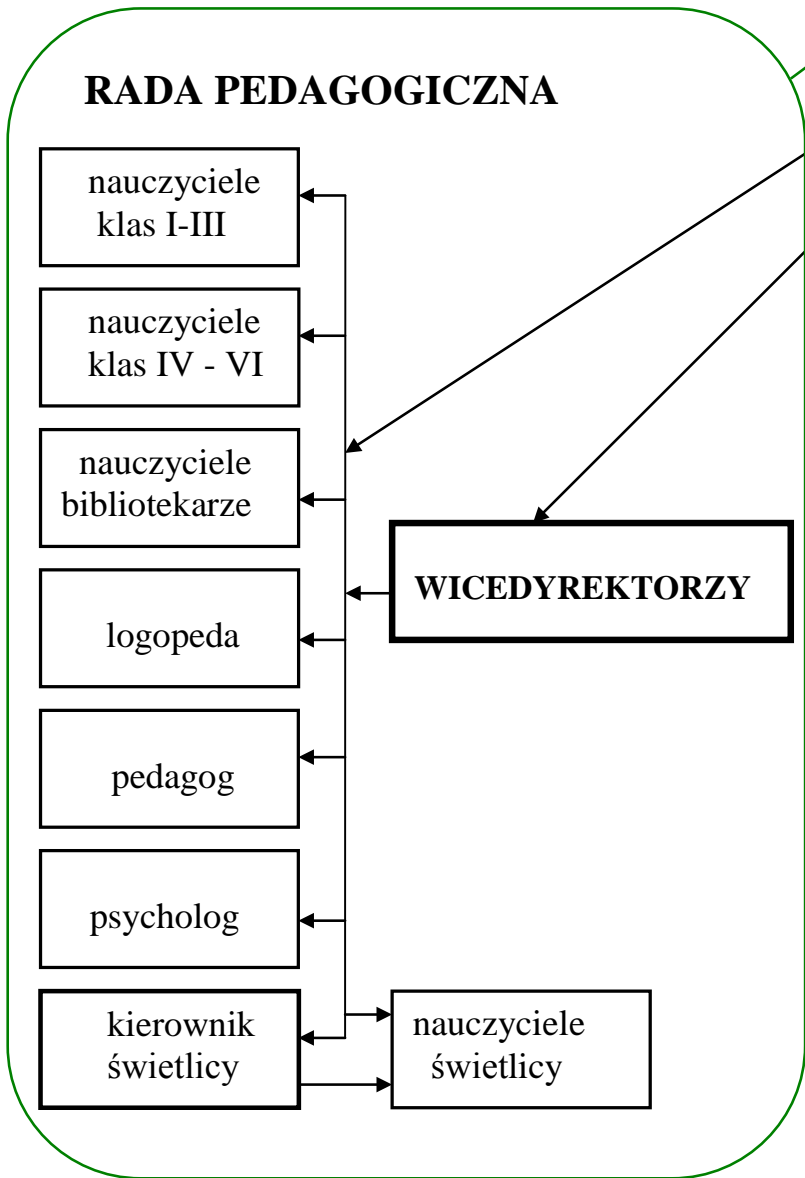 RADA PEDAGOGICZNA
nauczyciele
klas I-III
nauczyciele
klas IV - VI
nauczyciele
bibliotekarze
WICEDYREKTORZY
logopeda
pedagog
psycholog
kierownik
świetlicy
nauczyciele
świetlicy